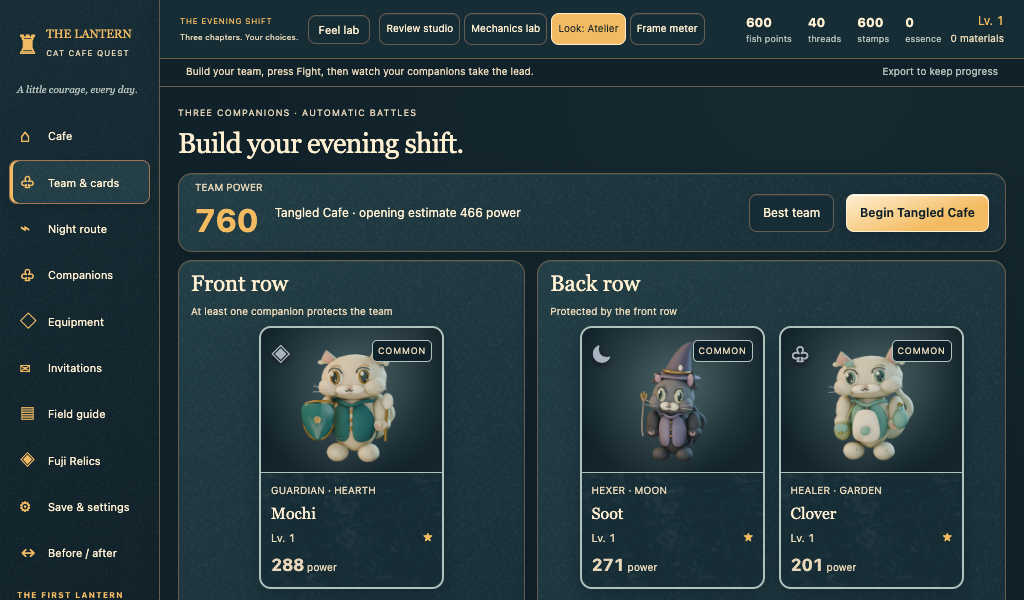 THE LANTERN
CAT CAFE QUEST
A little courage, every day.
Cafe
Team & cards
Night route
Companions
Equipment
Invitations
Field guide
Fuji Relics
Save & settings
Before / after
THE FIRST LANTERN
THE EVENING SHIFT
Three chapters. Your choices.
Feel lab
Review studio
Mechanics lab
Look: Atelier
Frame meter
600
fish points
40
threads
600
stamps
0
essence
Lv. 1
0 materials
Build your team, press Fight, then watch your companions take the lead.
Export to keep progress
THREE COMPANIONS · AUTOMATIC BATTLES
Build your evening shift.
TEAM POWER
760
Tangled Cafe · opening estimate 466 power
Best team
Begin Tangled Cafe
Front row
At least one companion protects the team
COMMON
GUARDIAN · HEARTH
Mochi
Lv. 1
288 power
Back row
Protected by the front row
COMMON
HEXER · MOON
Soot
Lv. 1
271 power
COMMON
HEALER · GARDEN
Clover
Lv. 1
201 power